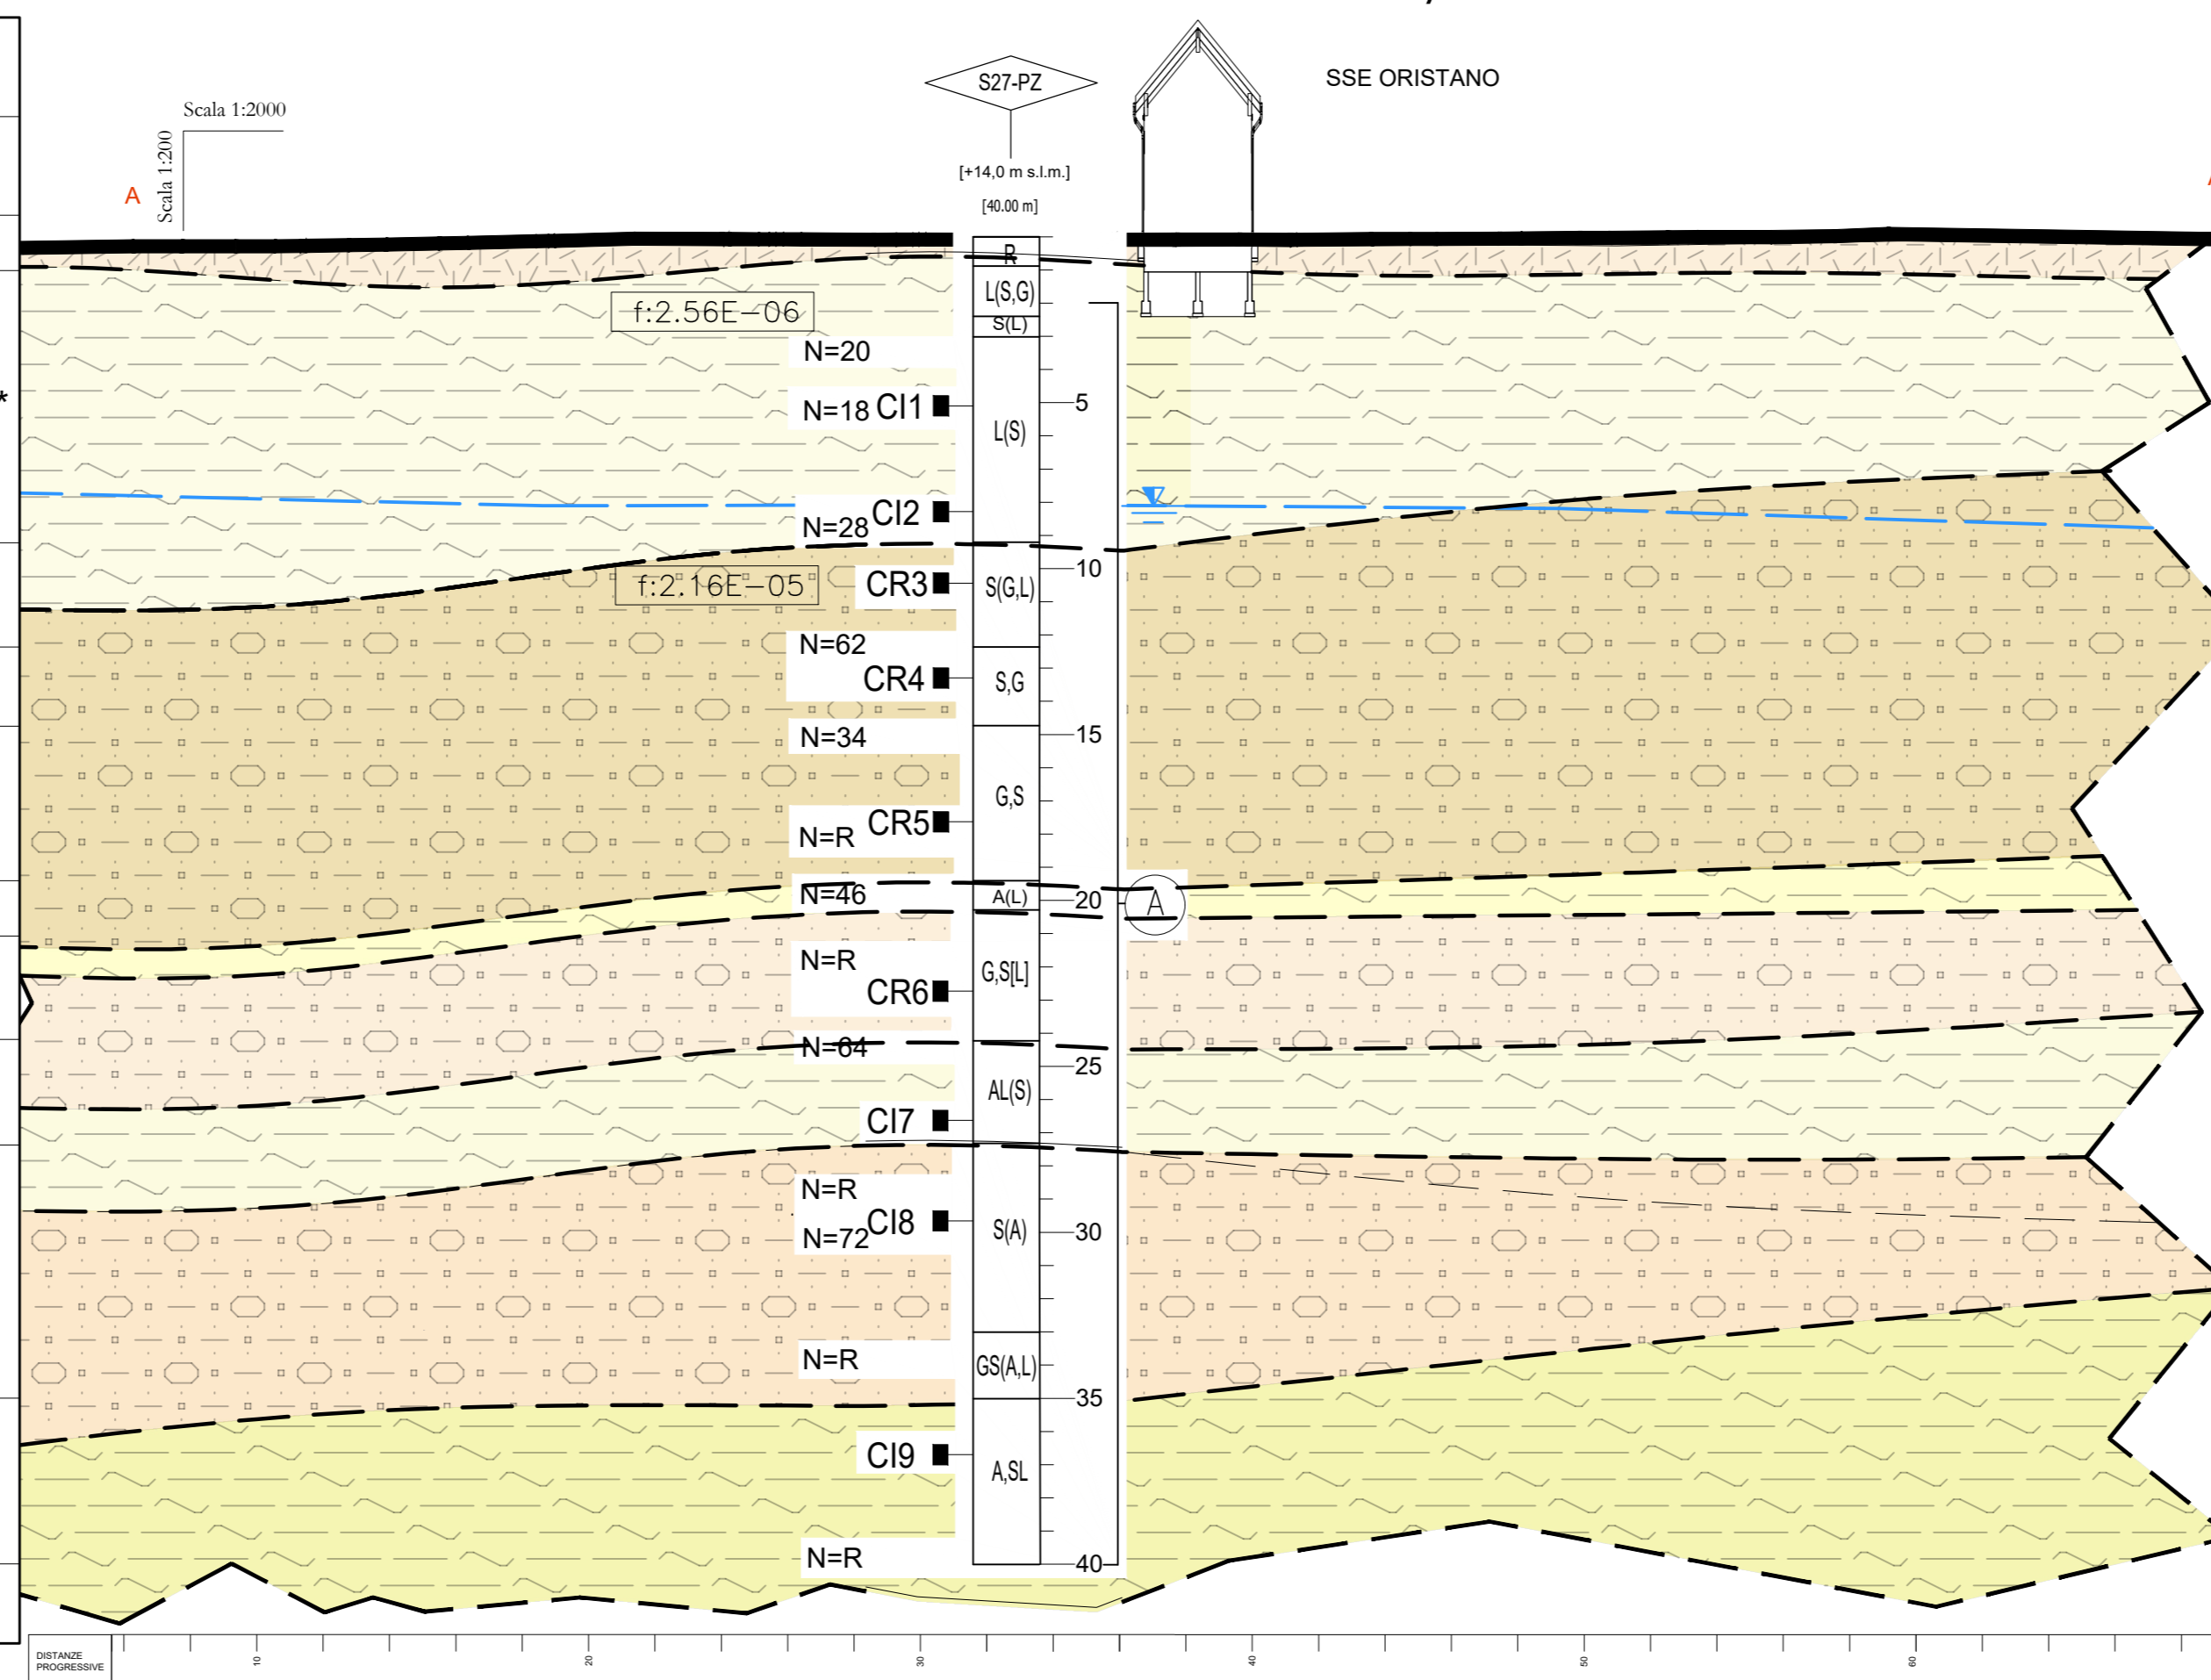 SSE ORISTANO
S27-PZ
Scala 1:2000
Scala 1:200
[+14,0 m s.l.m.]
A
[40.00 m]
R
L(S,G)
f:2.56E-06
S(L)
N=20
*
N=18 CI1
5
L(S)
CI2
N=28
10
f:2.16E-05
CR3
S(G,L)
N=62
CR4
S,G
N=34
15
G,S
CR5
N=R
N=46
A(L)
20
A
N=R
G,S[L]
CR6
N=64
25
AL(S)
CI7
N=R
CI8
S(A)
30
N=72
N=R
GS(A,L)
35
CI9
A,SL
N=R
40
DISTANZE
PROGRESSIVE
10
20
30
40
50
60